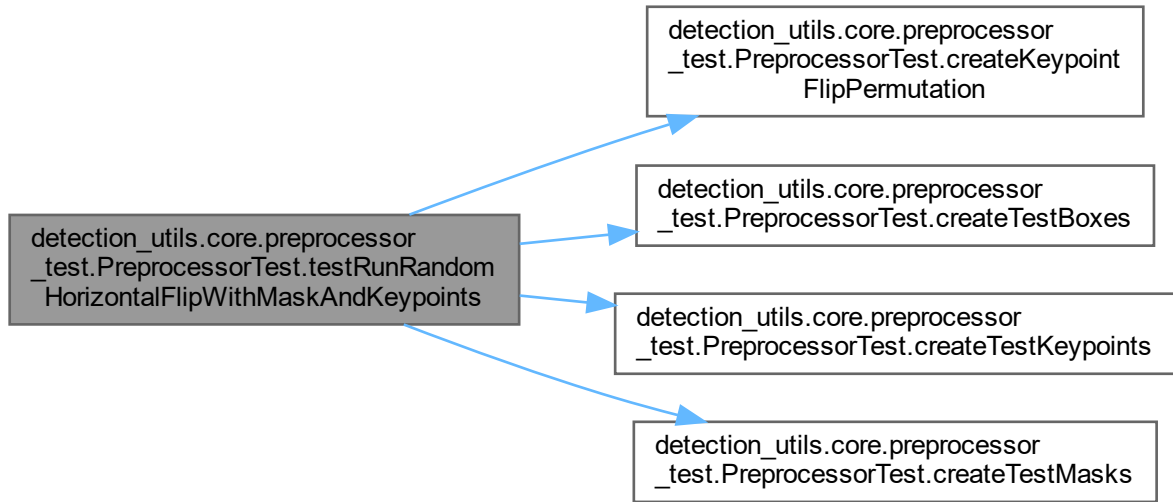 detection_utils.core.preprocessor
_test.PreprocessorTest.testRunRandom
HorizontalFlipWithMaskAndKeypoints
detection_utils.core.preprocessor
_test.PreprocessorTest.createKeypoint
FlipPermutation
detection_utils.core.preprocessor
_test.PreprocessorTest.createTestBoxes
detection_utils.core.preprocessor
_test.PreprocessorTest.createTestKeypoints
detection_utils.core.preprocessor
_test.PreprocessorTest.createTestMasks